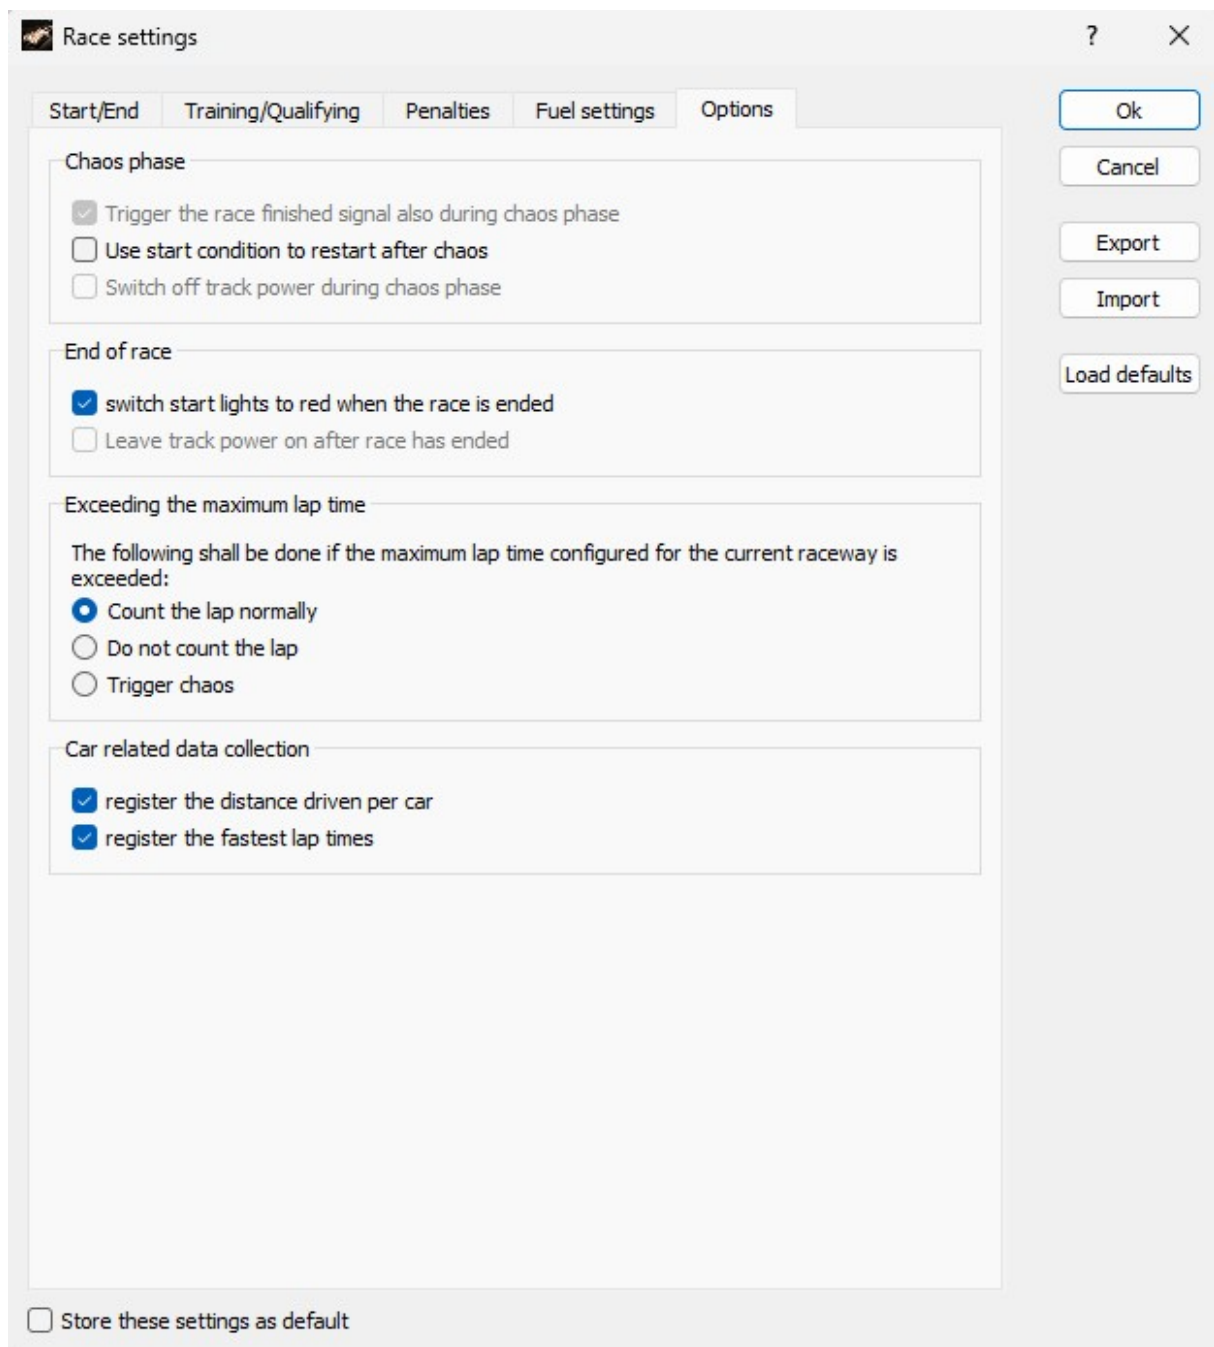 Race settings
?
Start/End
Training/Qualifying
Penalties
Fuel settings
Options
Ok
Cancel
Export
Import
Load defaults
Chaos phase
Trigger the race finished signal also during chaos phase
Use start condition to restart after chaos
Switch off track power during chaos phase
End of race
switch start lights to red when the race is ended
Leave track power on after race has ended
Exceeding the maximum lap time
The following shall be done if the maximum lap time configured for the current raceway is
exceeded:
Count the lap normally
Do not count the lap
Trigger chaos
Car related data collection
register the distance driven per car
register the fastest lap times
Store these settings as default